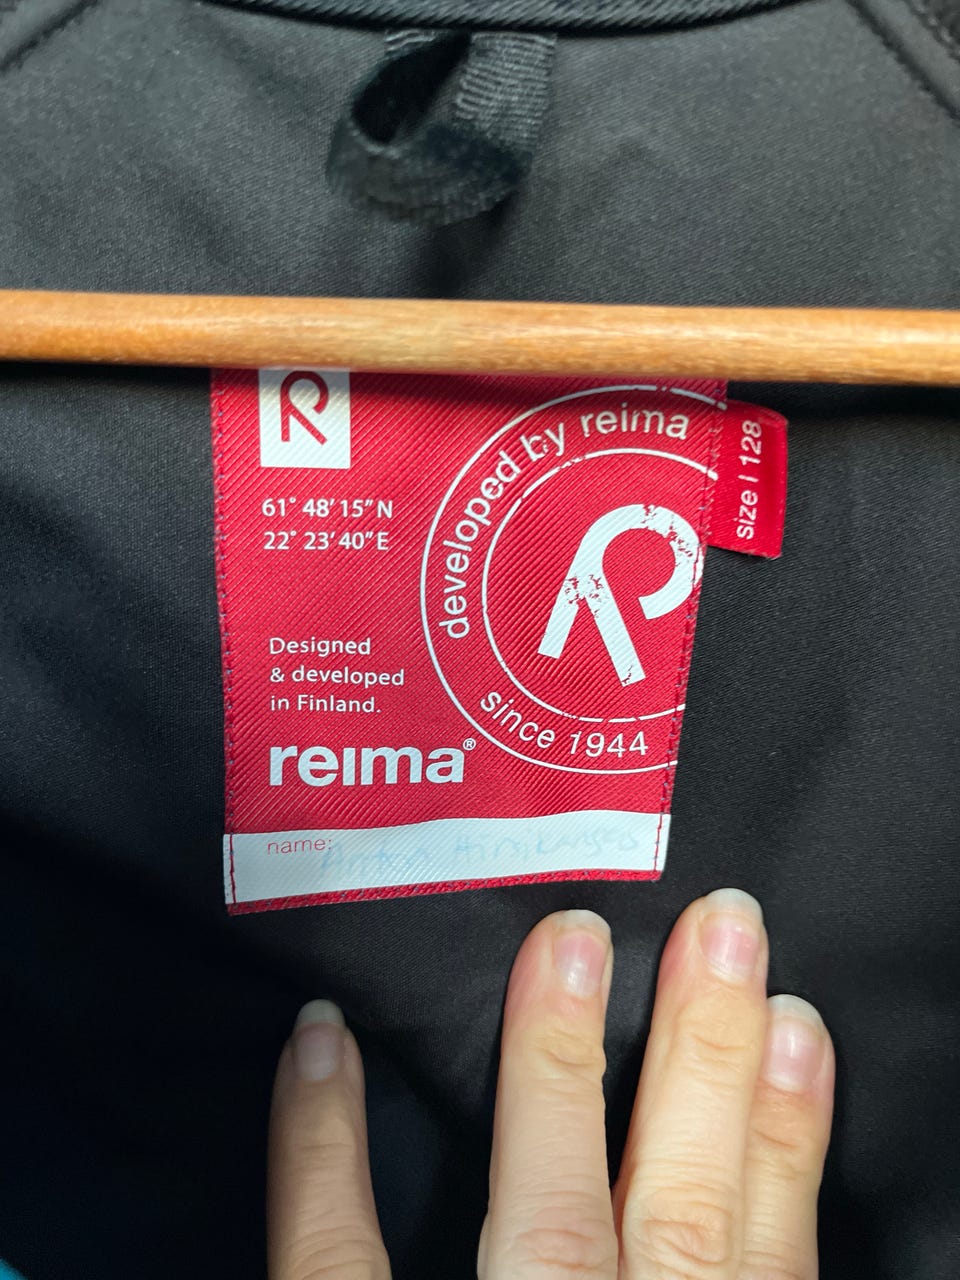 61° 48' 15" N
22° 23' 40" E
Designed
& developed
in Finland.
reima®
developed by reima
since 1944
size | 128
name: